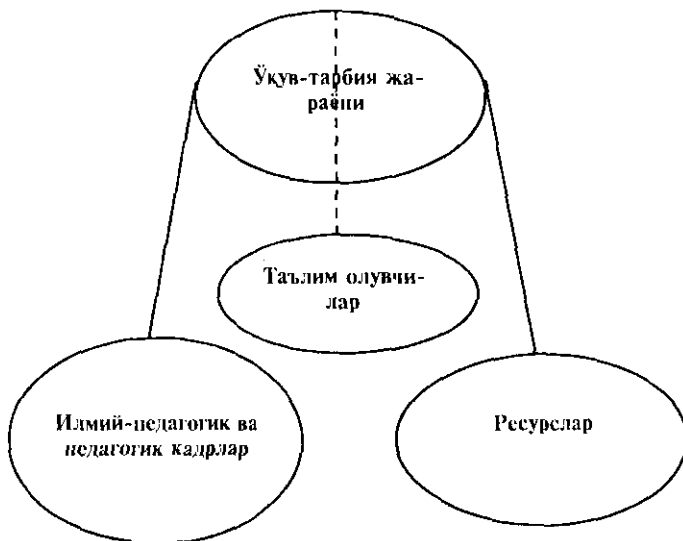 Ўқув-тарбия жа-
раёни
Таълим олувчи-
лар
Илмий-педагогик ва
педагогик кадрлар
Ресурслар